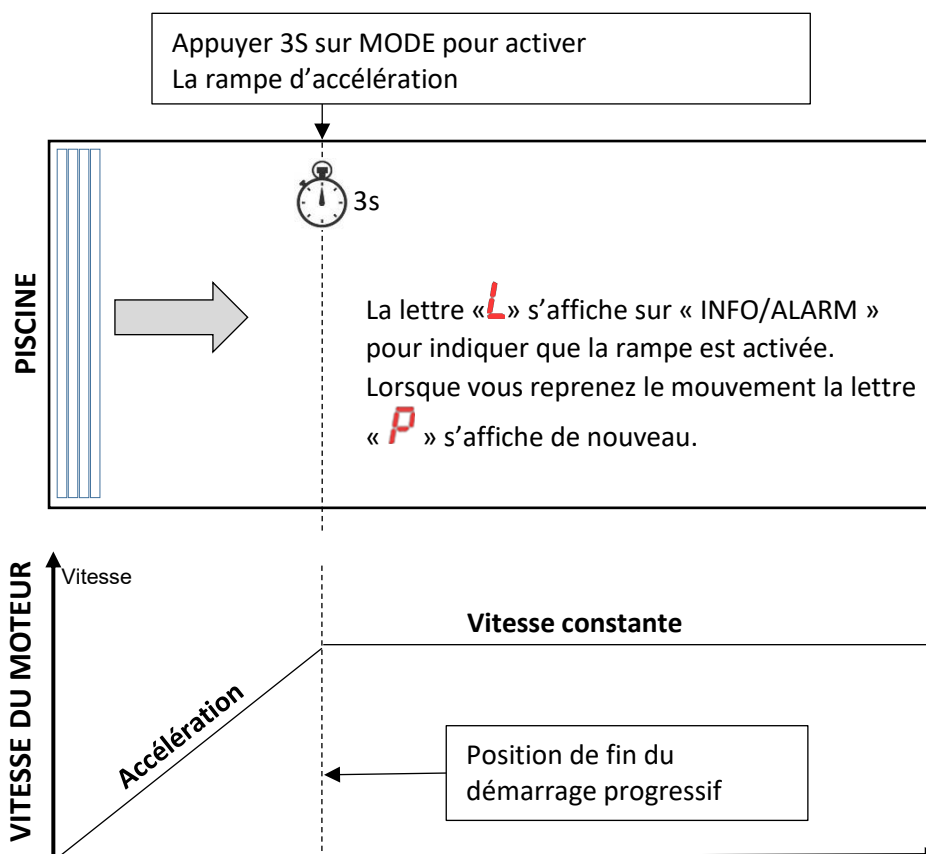 Appuyer 3S sur MODE pour activer
La rampe d’accélération
3s
PISCINE
La lettre «L» s’affiche sur « INFO/ALARM »
pour indiquer que la rampe est activée.
Lorsque vous reprenez le mouvement la lettre
« P » s’affiche de nouveau.
VITESSE DU MOTEUR
Vitesse
Vitesse constante
Accélération
Position de fin du
démarrage progressif